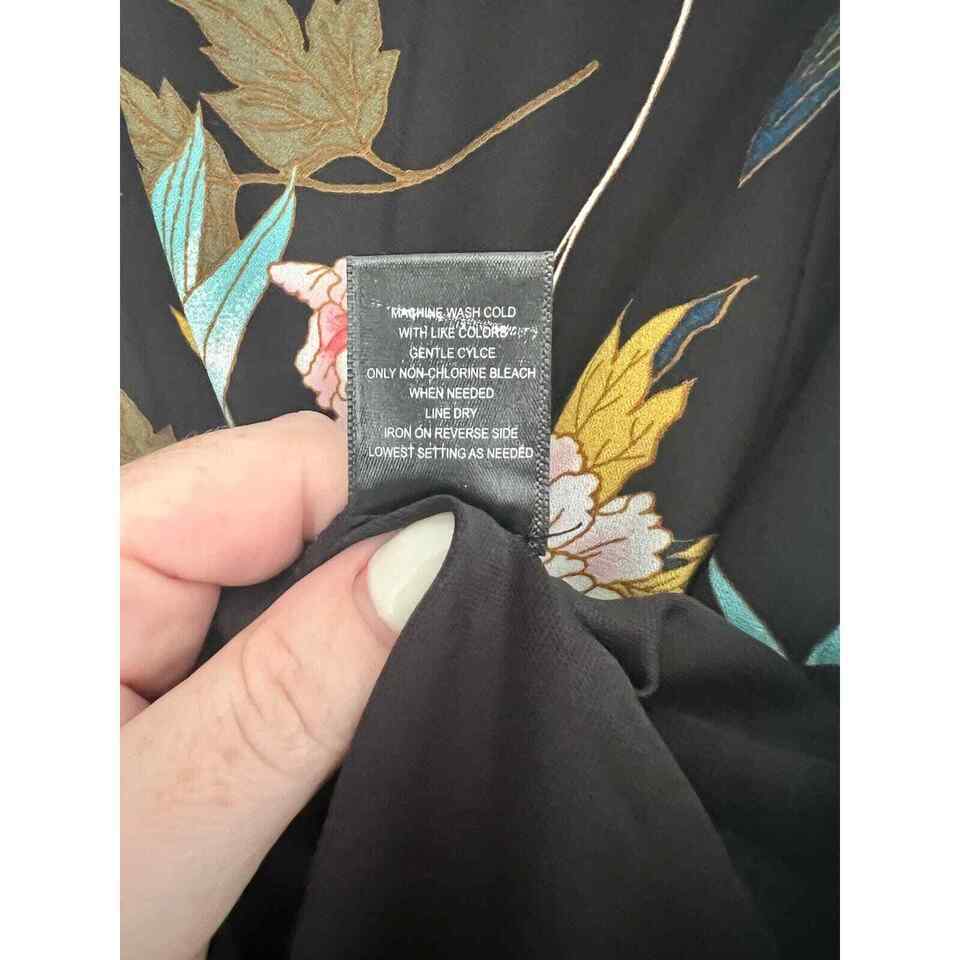 MACHINE WASH COLD
WITH LIKE COLORS
GENTLE CYLCE
ONLY NON-CHLORINE BLEACH
WHEN NEEDED
LINE DRY
IRON ON REVERSE SIDE
LOWEST SETTING AS NEEDED